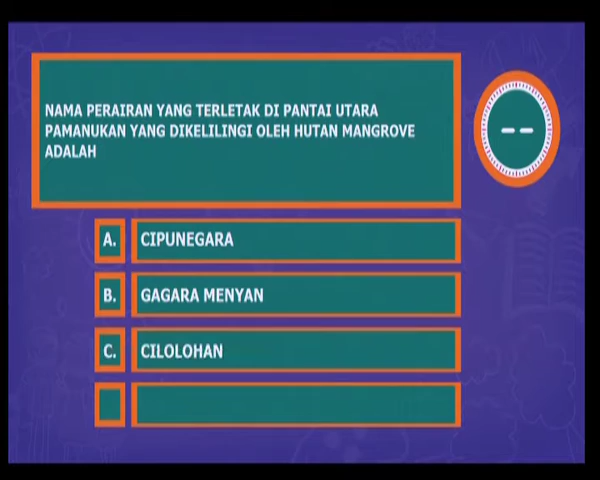 NAMA PERAIRAN YANG TERLETAK DI PANTAI UTARA
PAMANUKAN YANG DIKELILINGI OLEH HUTAN MANGROVE
ADALAH
--
A. CIPUNEGARA
B. GAGARA MENYAN
C. CILOLOHAN